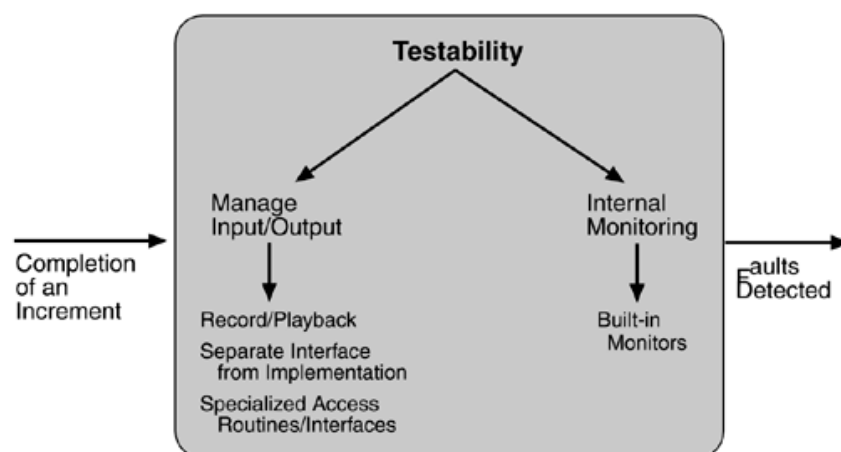 Testability
Manage
Input/Output
Internal
Monitoring
Completion
of an
Increment
Faults
Detected
Record/Playback
Separate Interface
from Implementation
Specialized Access
Routines/Interfaces
Built-in
Monitors